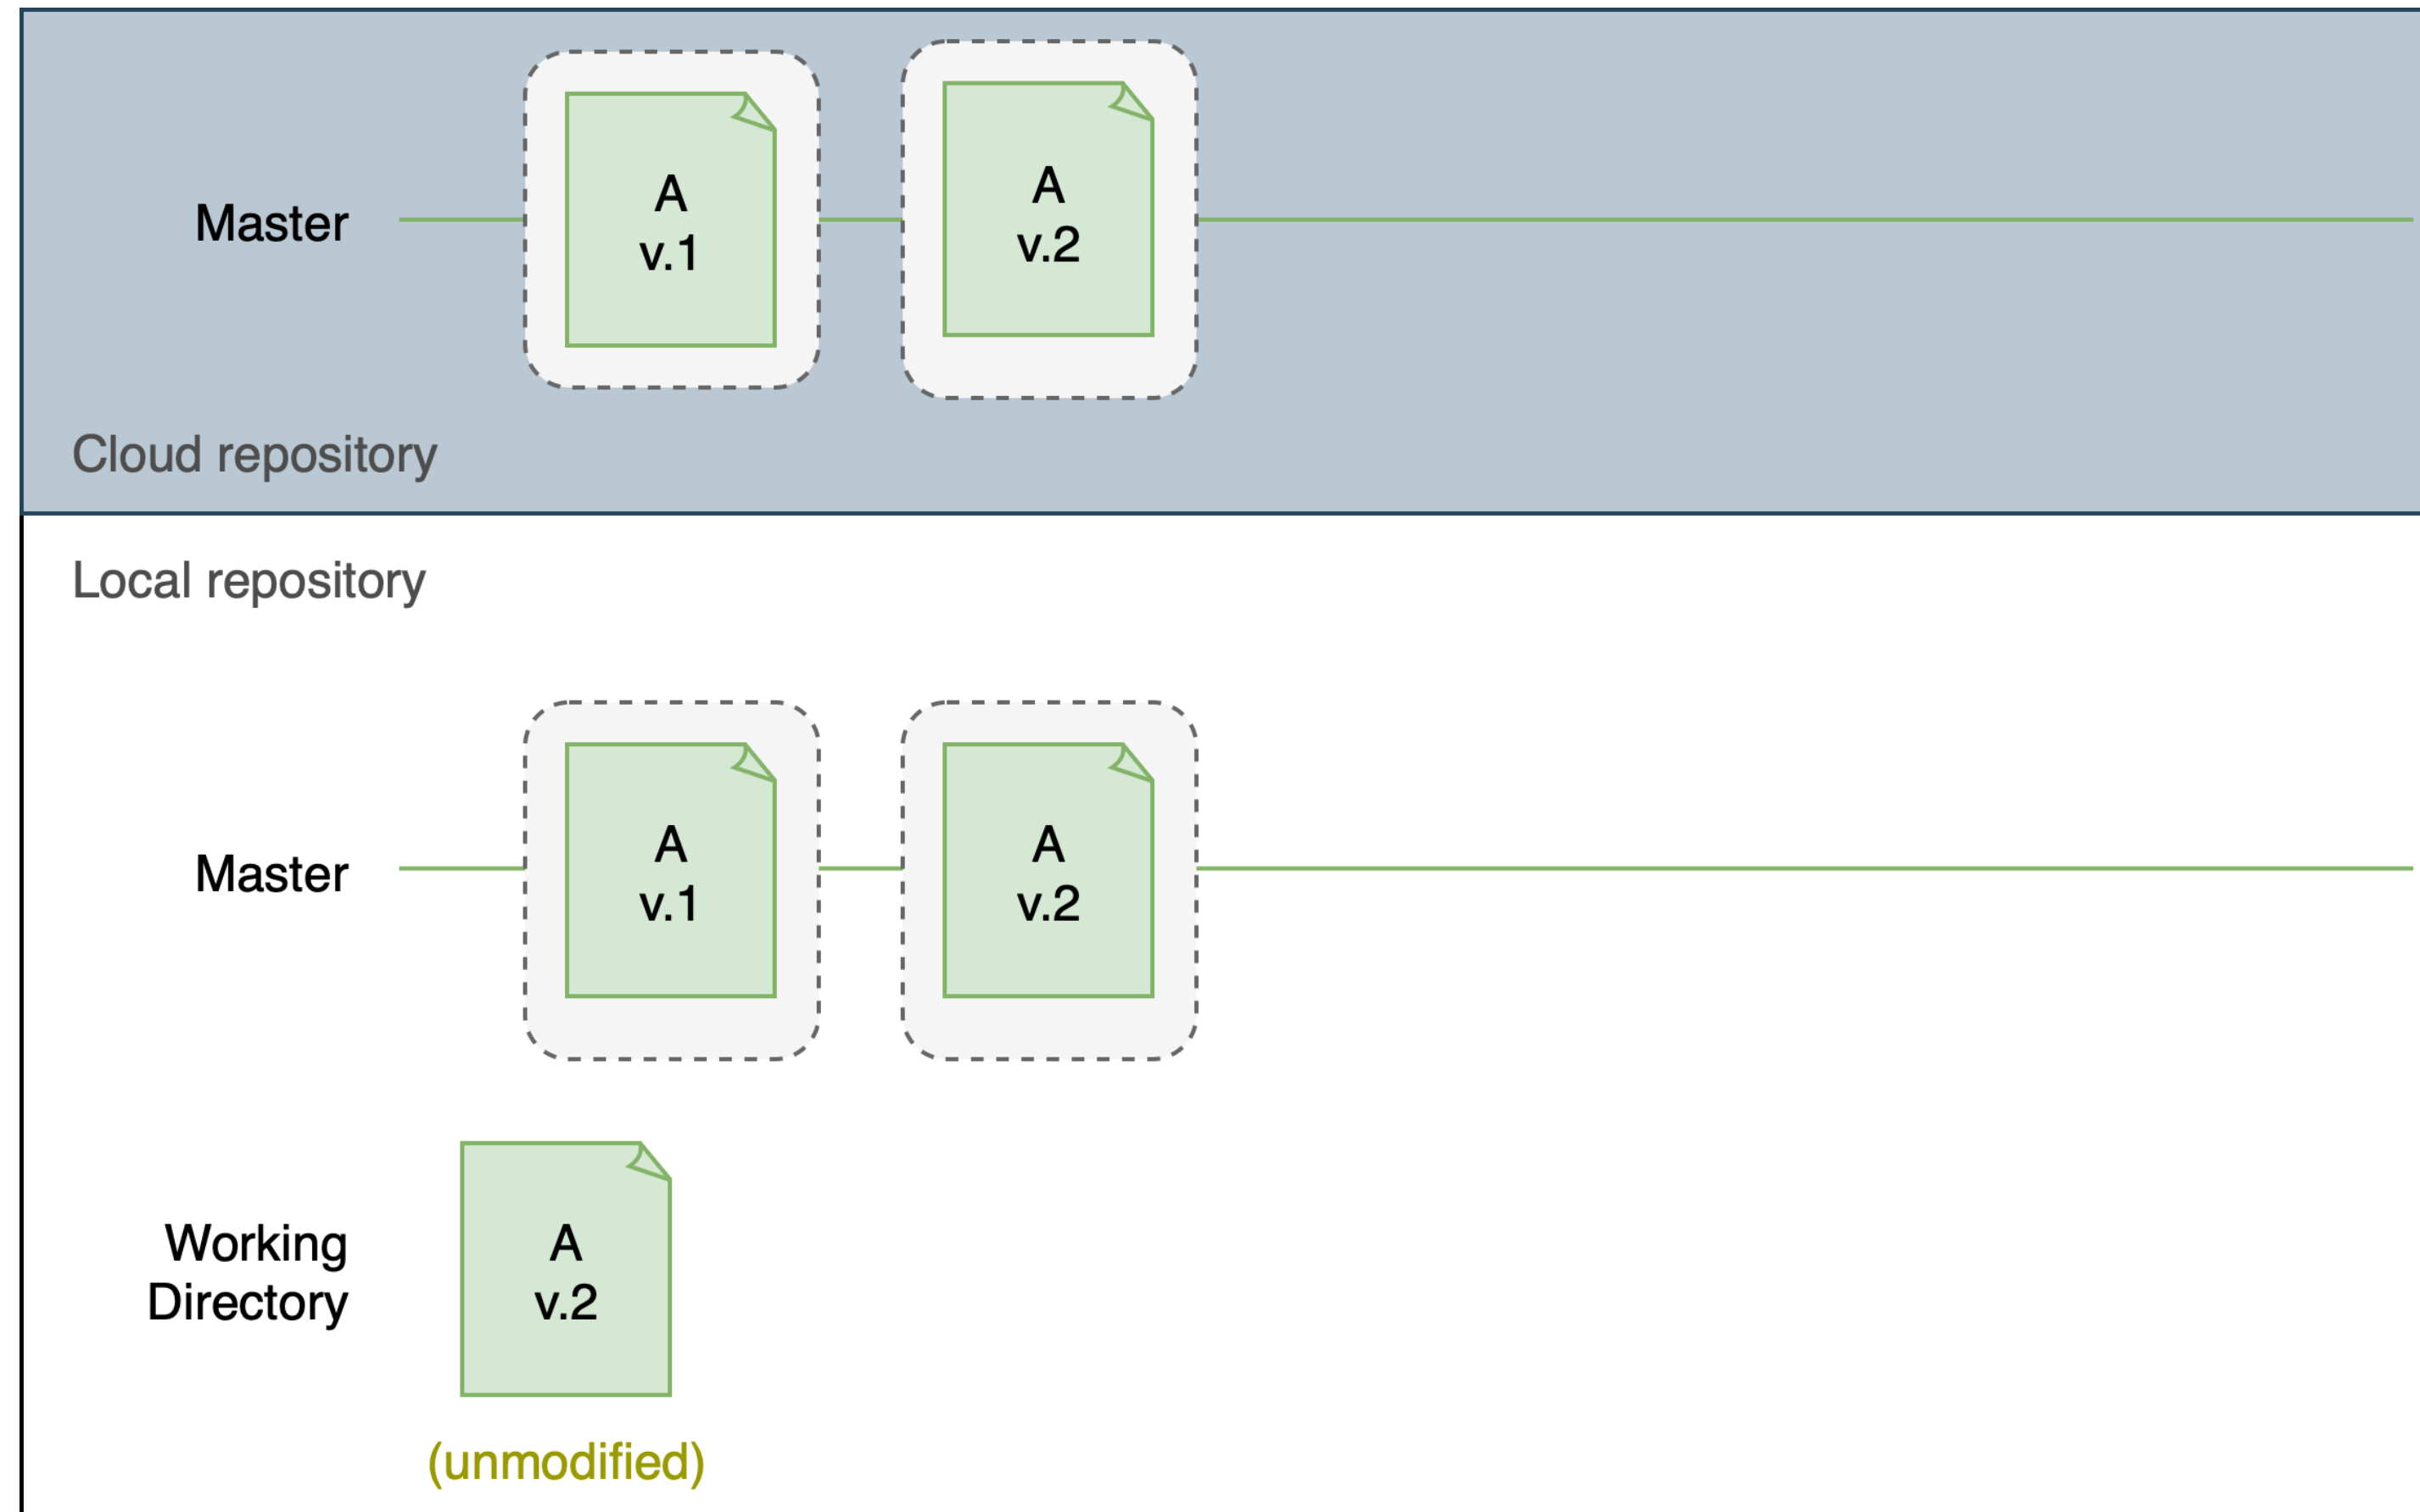 A
v.1
A
v.2
Master
Cloud repository
Local repository
A
v.1
A
v.2
Master
A
v.2
Working
Directory
(unmodified)